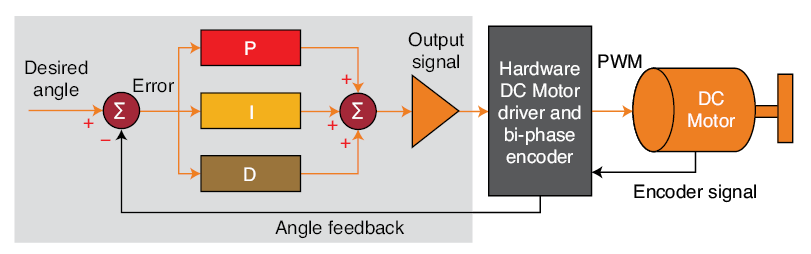 Desired
angle
+
−
Σ
Error
P
I
D
+
+
+
Σ
Output
signal
Hardware
DC Motor
driver and
bi-phase
encoder
PWM
DC
Motor
Encoder signal
Angle feedback